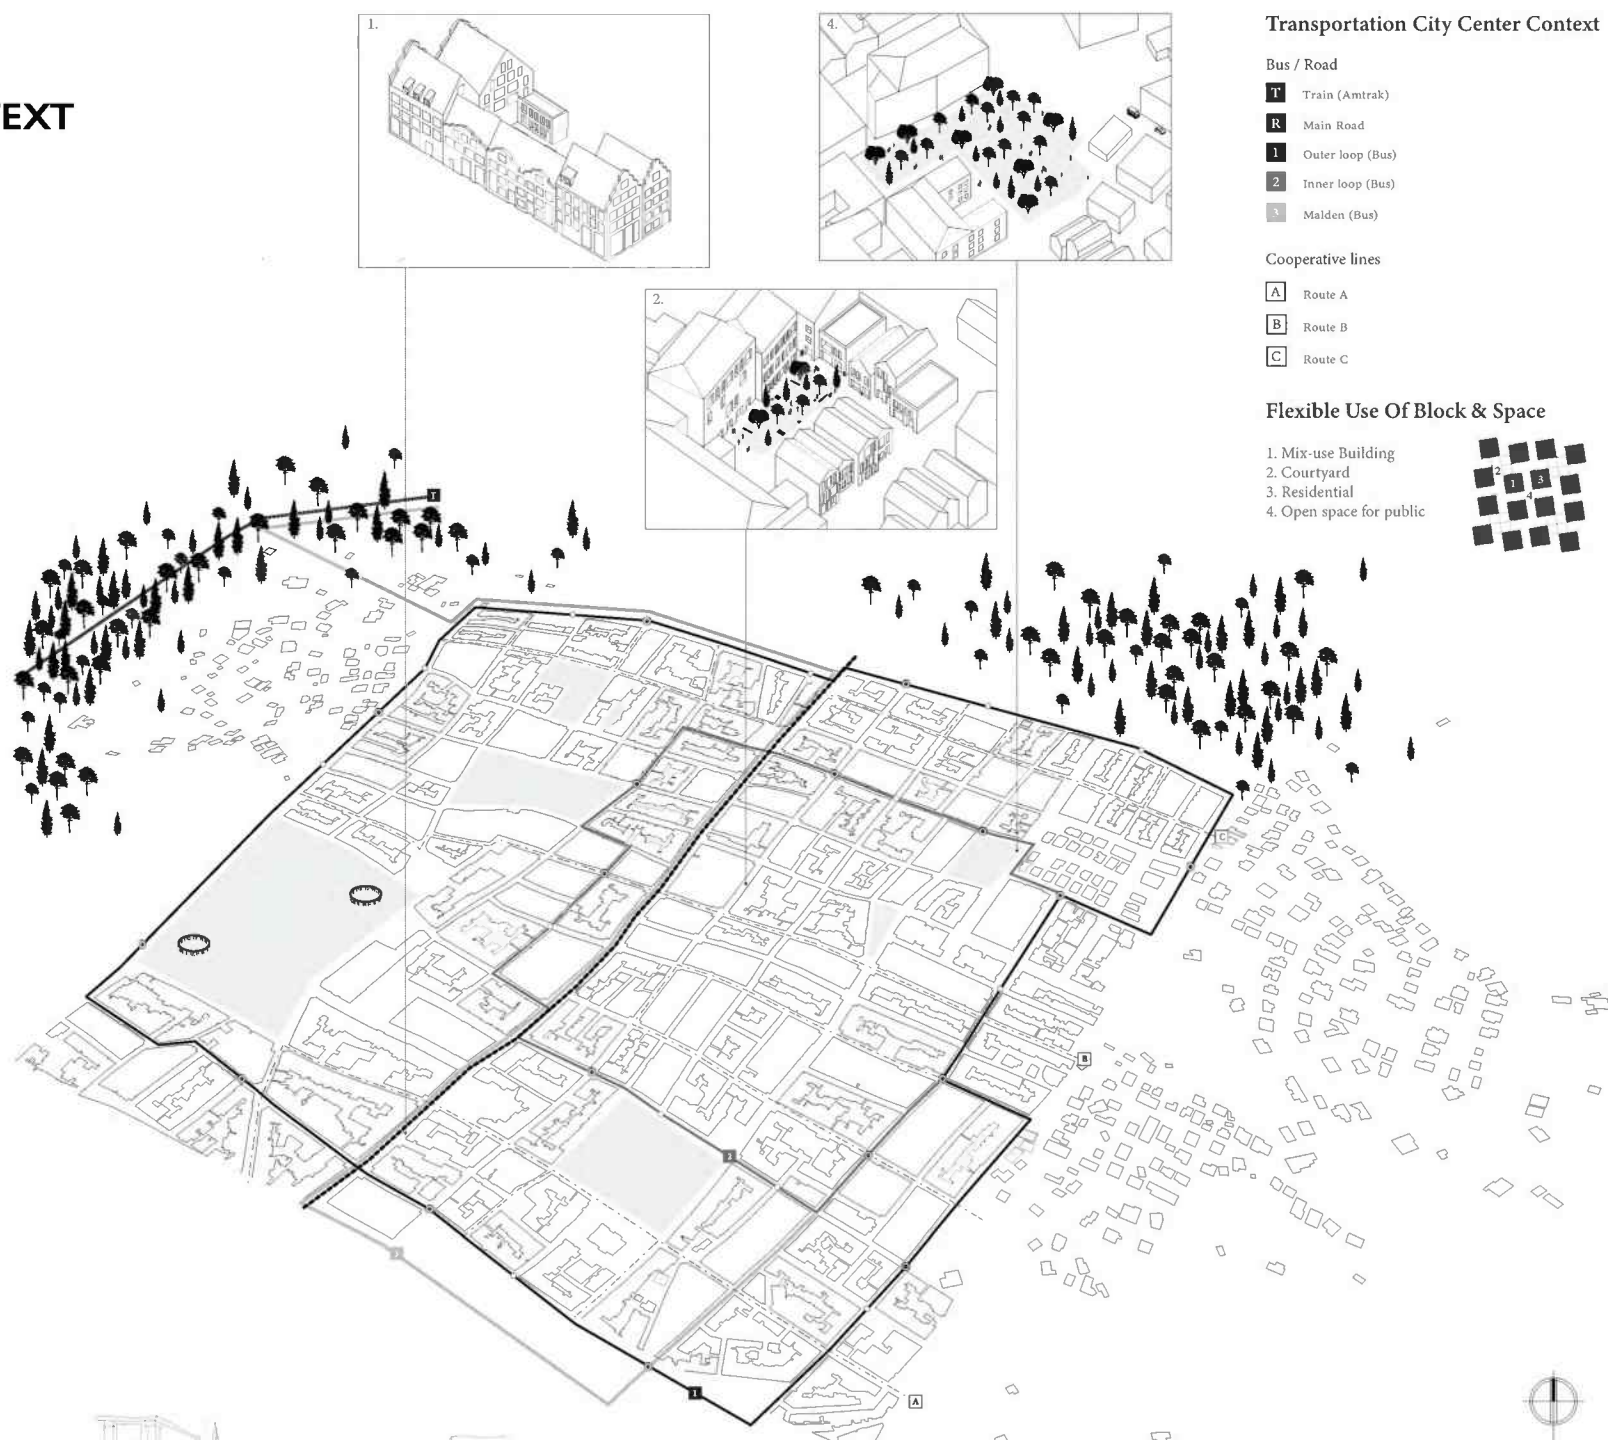 EXT
1.
4.
2.
Transportation City Center Context
Bus / Road
T Train (Amtrak)
R Main Road
1 Outer loop (Bus)
2 Inner loop (Bus)
3 Malden (Bus)
Cooperative lines
A Route A
B Route B
C Route C
Flexible Use Of Block & Space
1. Mix-use Building
2. Courtyard
3. Residential
4. Open space for public
2
1
3
4
T
C
B
1
A